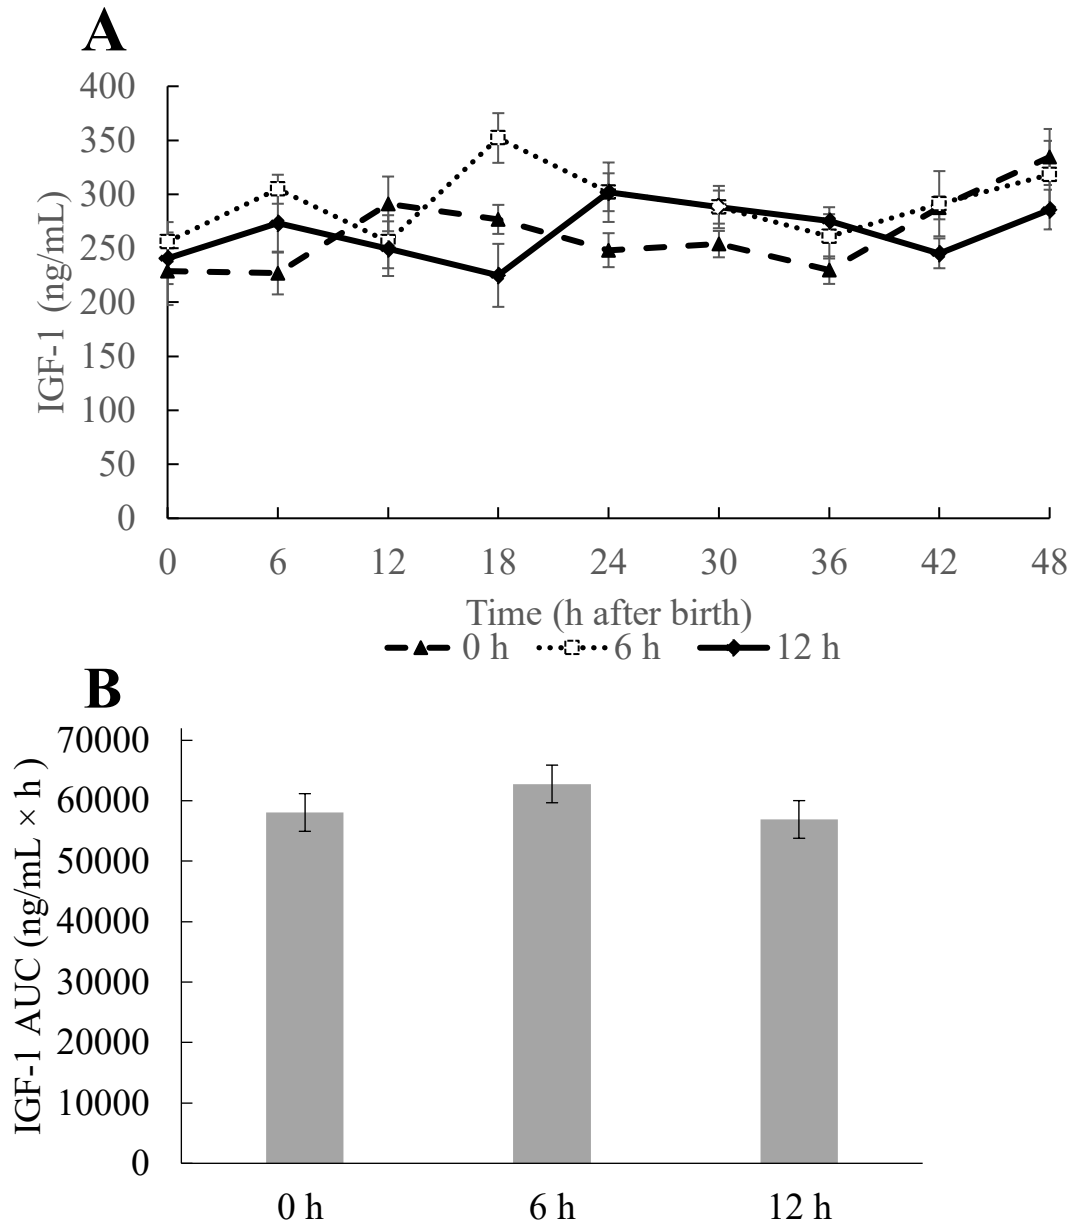 A
400
350
300
250
200
150
100
50
0
IGF-1 (ng/mL)
0 6 12 18 24 30 36 42 48
Time (h after birth)
0 h 6 h 12 h
B
70000
60000
50000
40000
30000
20000
10000
0
IGF-1 AUC (ng/mL × h )
0 h 6 h 12 h